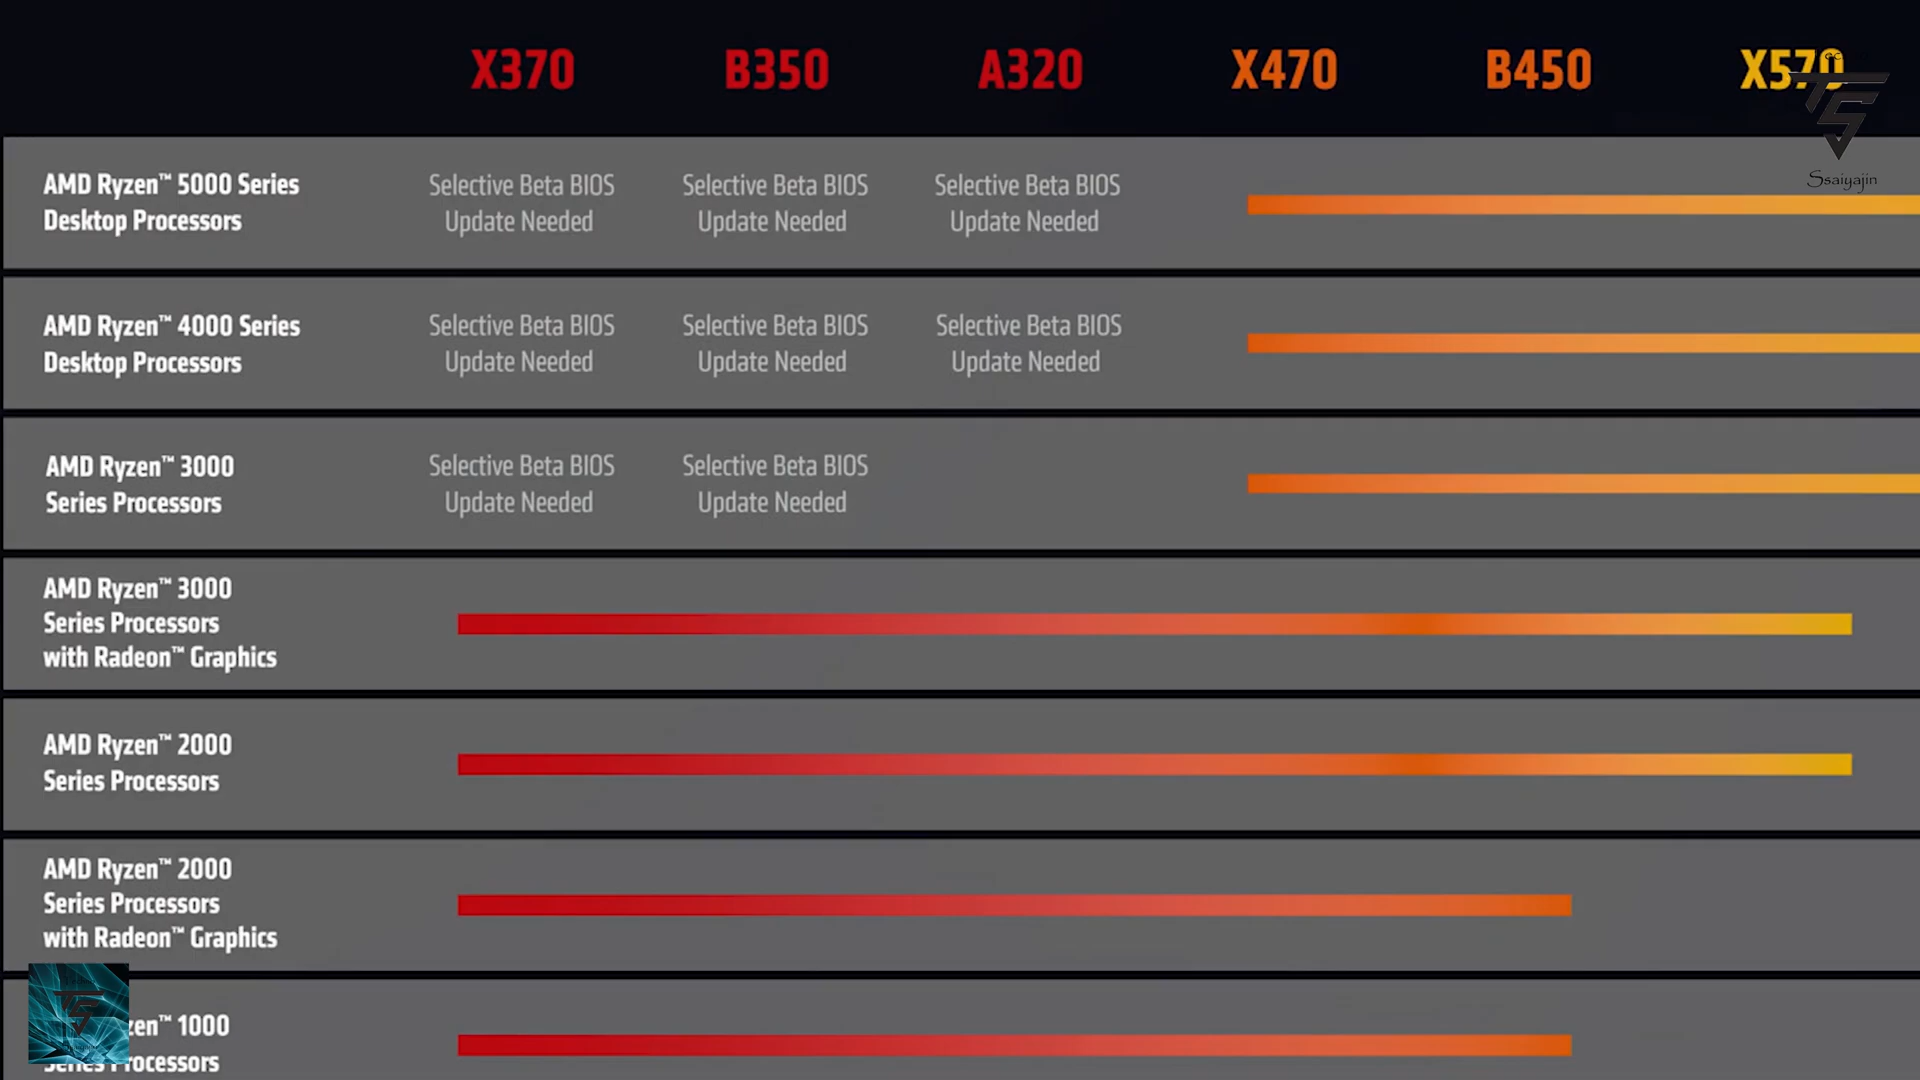 X370 B350 A320 X470 B450 X570
AMD Ryzen™ 5000 Series
Desktop Processors
Selective Beta BIOS
Update Needed
Selective Beta BIOS
Update Needed
Selective Beta BIOS
Update Needed
Ssaiyajin
AMD Ryzen™ 4000 Series
Desktop Processors
Selective Beta BIOS
Update Needed
Selective Beta BIOS
Update Needed
Selective Beta BIOS
Update Needed
AMD Ryzen™ 3000
Series Processors
Selective Beta BIOS
Update Needed
Selective Beta BIOS
Update Needed
AMD Ryzen™ 3000
Series Processors
with Radeon™ Graphics
AMD Ryzen™ 2000
Series Processors
AMD Ryzen™ 2000
Series Processors
with Radeon™ Graphics
zen™ 1000
Series Processors